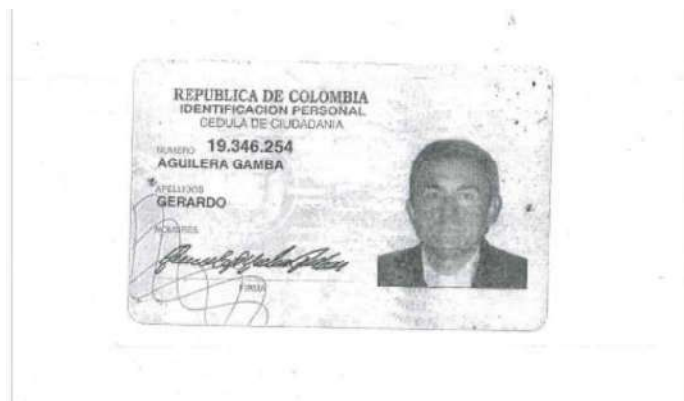 REPUBLICA DE COLOMBIA
IDENTIFICACION PERSONAL
CEDULA DE CIUDADANIA
NUMERO 19.346.254
AGUILERA GAMBA
APELLIDOS
GERARDO
NOMBRES
FIRMA